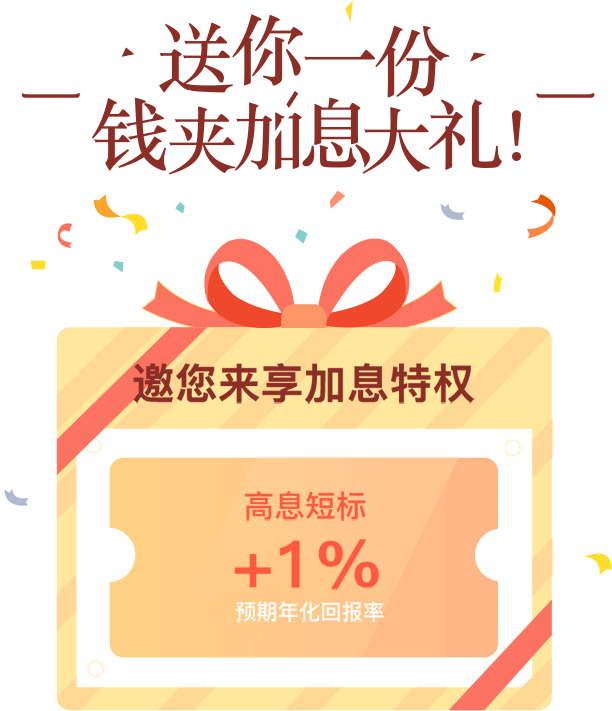 送你一份
钱夹加息大礼!
邀您来享加息特权
高息短标
+1%
预期年化回报率